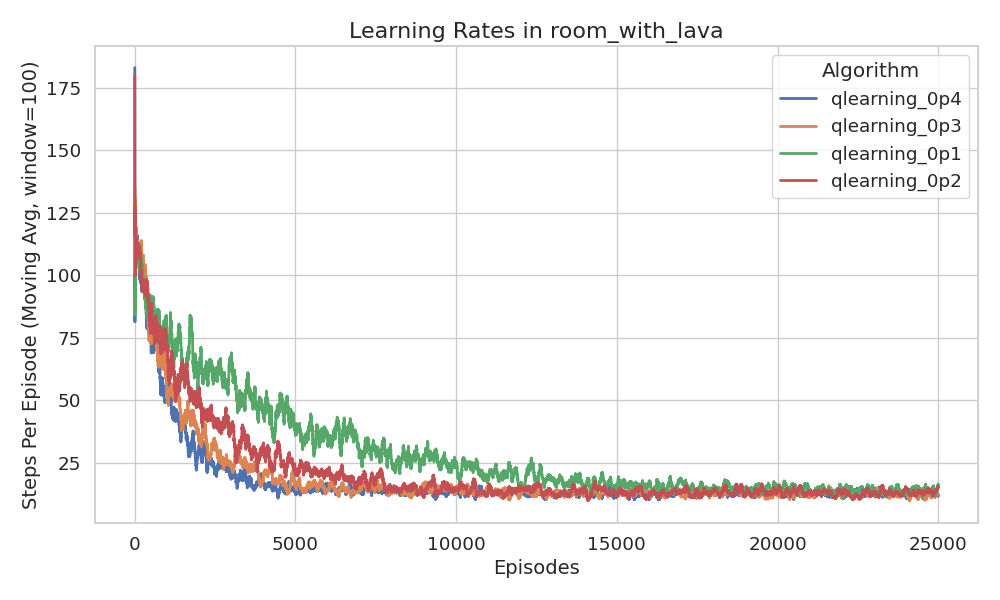 Learning Rates in room_with_lava
Steps Per Episode (Moving Avg, window=100)
175
150
125
100
75
50
25
0
5000
10000
15000
20000
25000
Episodes
Algorithm
qlearning_0p4
qlearning_0p3
qlearning_0p1
qlearning_0p2